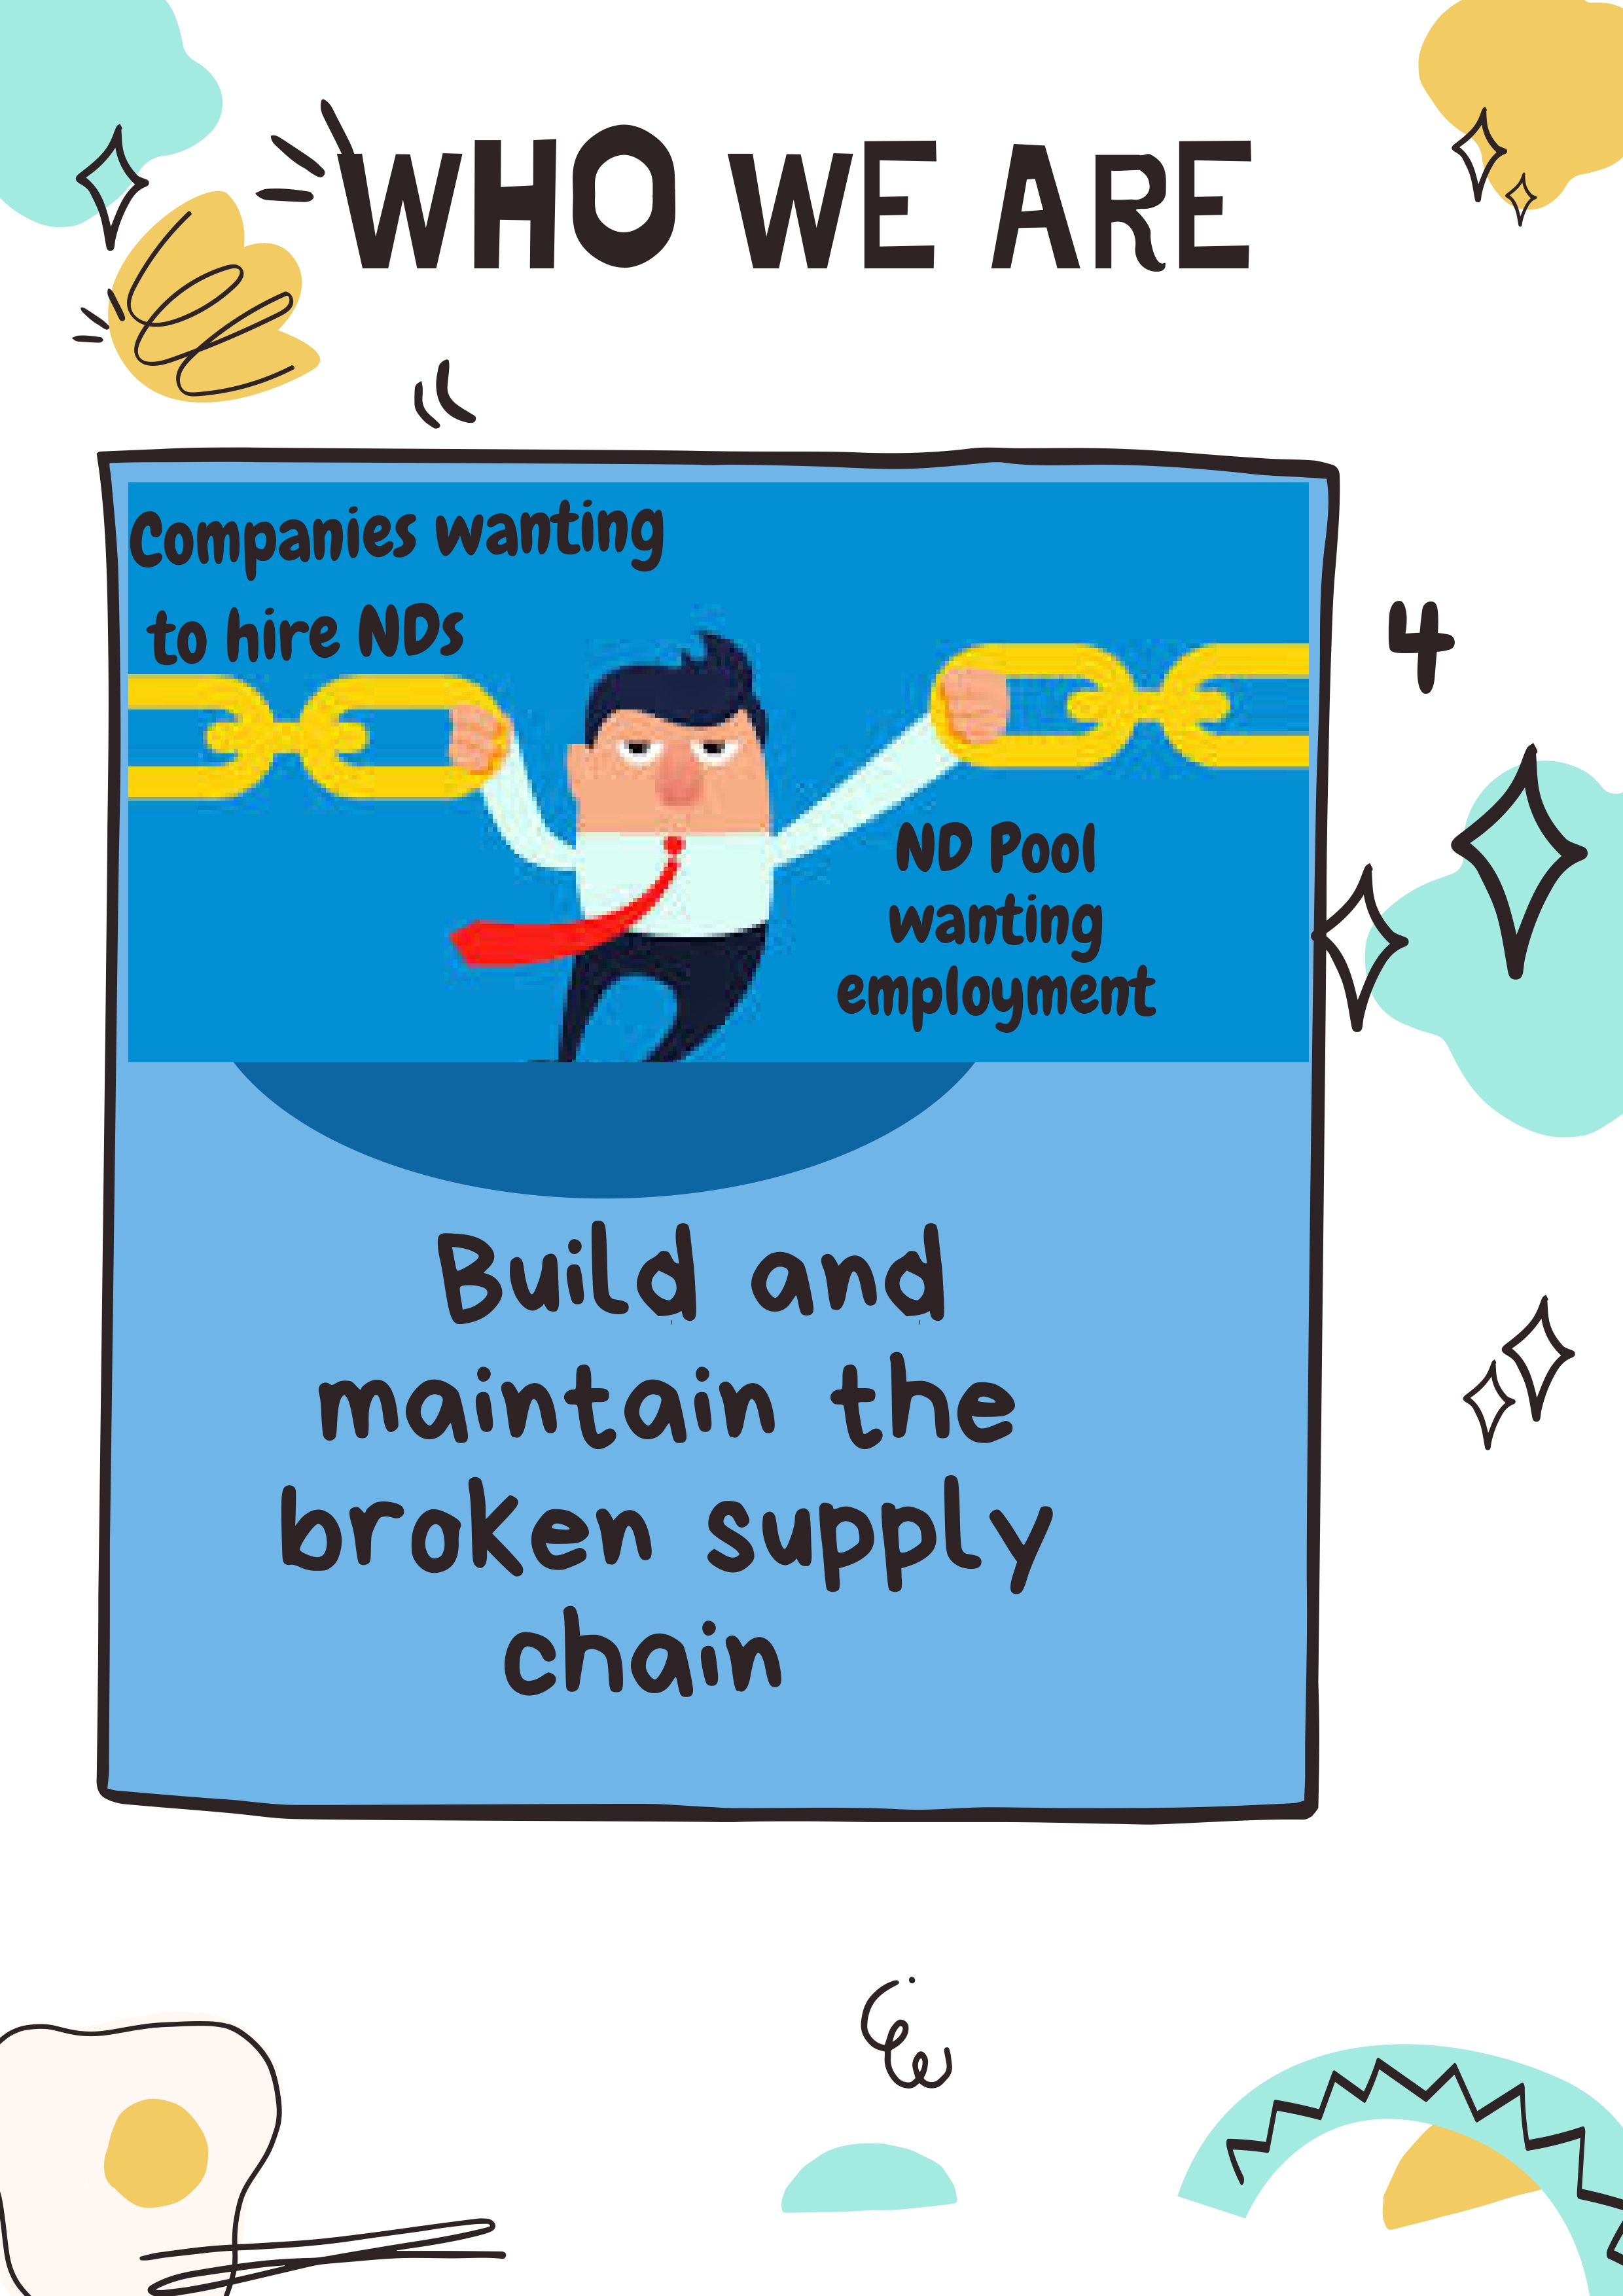 WHO WE ARE
Companies wanting
to hire NDs
4
ND Pool
wanting
employment
Build and
maintain the
broken supply
chain